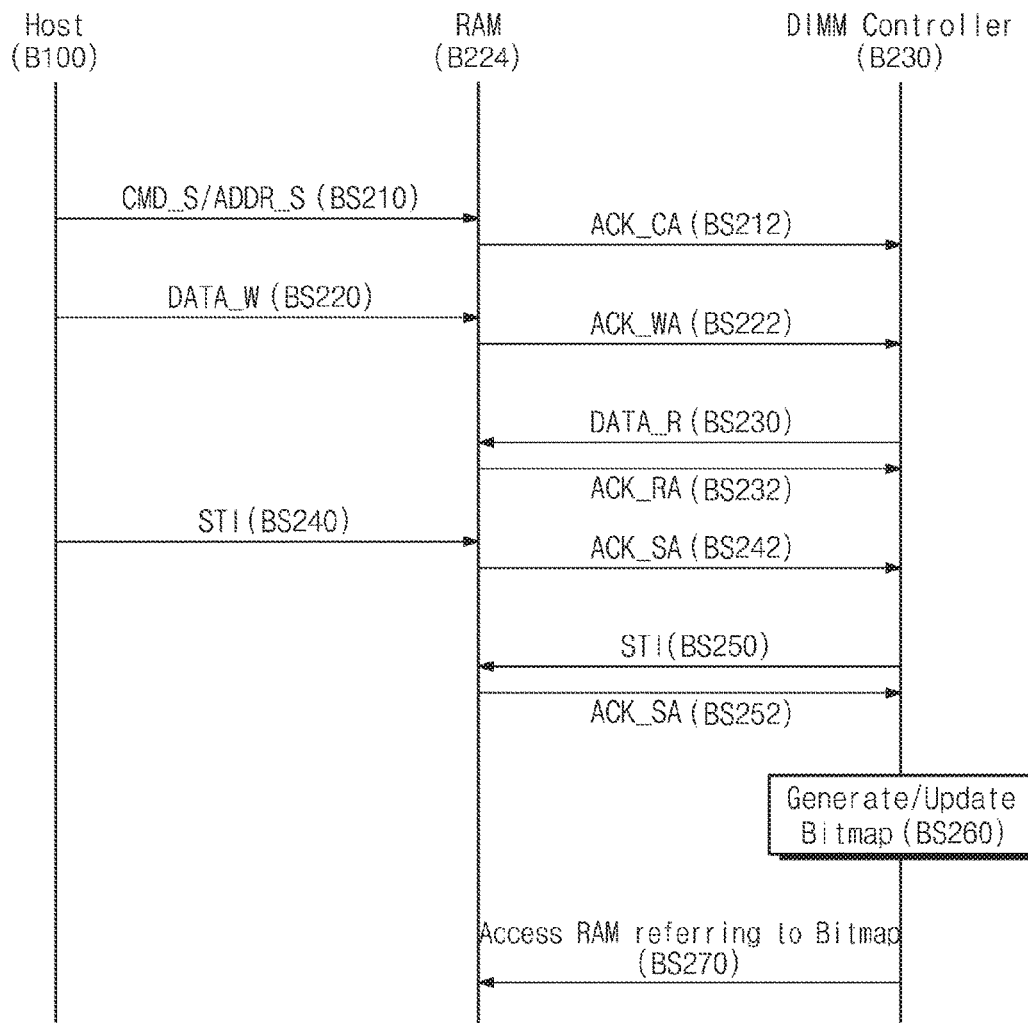 Host
(B100)
RAM
(B224)
DIMM Controller
(B230)
CMD_S/ADDR_S (BS210)
ACK_CA (BS212)
DATA_W (BS220)
ACK_WA (BS222)
DATA_R (BS230)
ACK_RA (BS232)
STI (BS240)
ACK_SA (BS242)
STI (BS250)
ACK_SA (BS252)
Generate/Update
Bitmap (BS260)
Access RAM referring to Bitmap
(BS270)